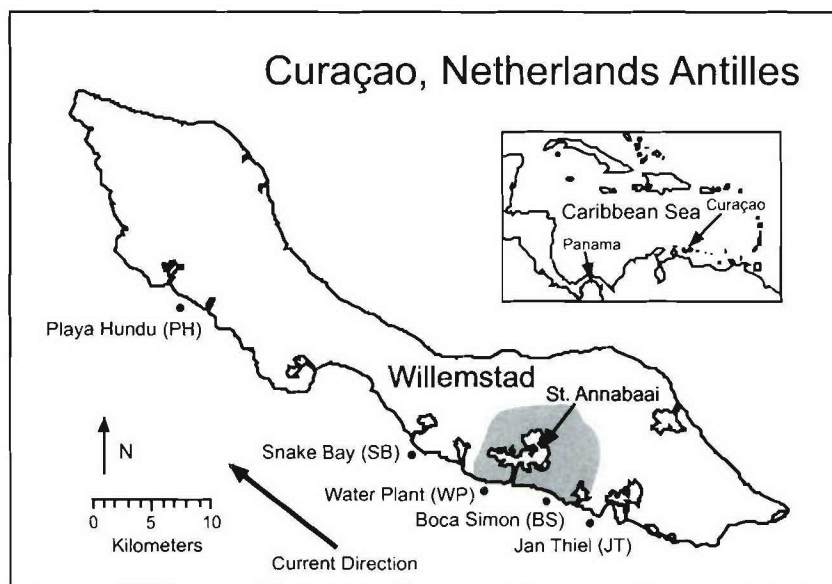 Curaçao, Netherlands Antilles
Caribbean Sea
Curaçao
Panama
Playa Hundu (PH)
Willemstad
St. Annabaai
N
Snake Bay (SB)
Water Plant (WP)
Boca Simon (BS)
Jan Thiel (JT)
0 5 10
Kilometers
Current Direction